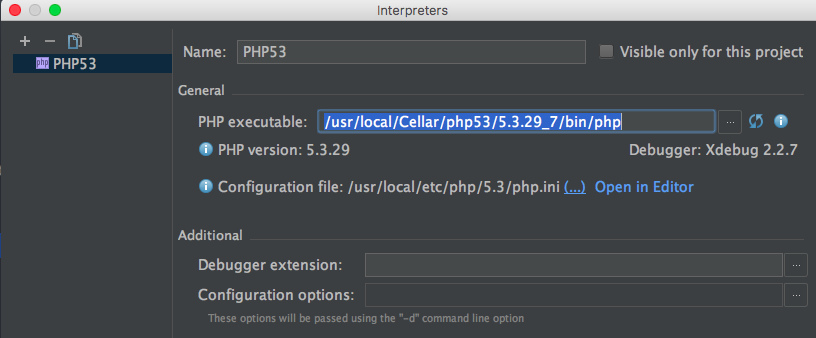 Interpreters
php PHP53
Name: PHP53 Visible only for this project
General
PHP executable: /usr/local/Cellar/php53/5.3.29_7/bin/php ...
PHP version: 5.3.29 Debugger: Xdebug 2.2.7
Configuration file: /usr/local/etc/php/5.3/php.ini (...) Open in Editor
Additional
Debugger extension: ...
Configuration options: ...
These options will be passed using the "-d" command line option